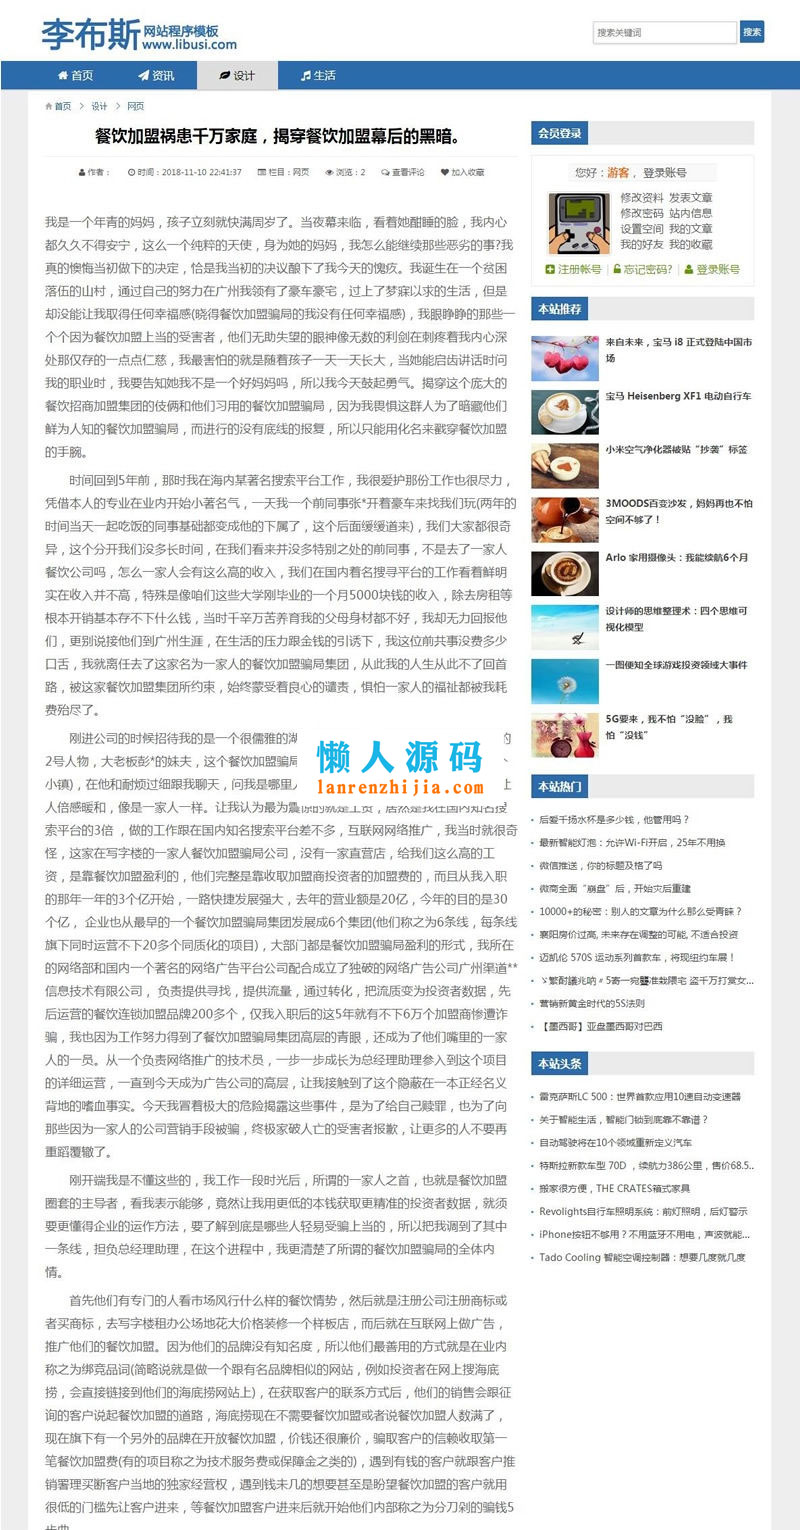 李布斯 网站程序模板
www.libusi.com
搜索关键词 搜索
首页 资讯 设计 生活
首页 > 设计 > 网页
餐饮加盟祸患千万家庭，揭穿餐饮加盟幕后的黑暗。
作者： 时间：2018-11-10 22:41:37 栏目：网页 浏览：2 查看评论 加入收藏
我是一个年青的妈妈，孩子立刻就快满周岁了。当夜幕来临，看着她酣睡的脸，我内心
都久久不得安宁，这么一个纯粹的天使，身为她的妈妈，我怎么能继续那些恶劣的事?我
真的懊悔当初做下的决定，恰是我当初的决议酿下了我今天的愧疚。我诞生在一个贫困
落伍的山村，通过自己的努力在广州我领有了豪车豪宅，过上了梦寐以求的生活，但是
却没能让我取得任何幸福感(晓得餐饮加盟骗局的我没有任何幸福感)，我眼睁睁的那些一
个个因为餐饮加盟上当的受害者，他们无助失望的眼神像无数的利剑在刺疼着我内心深
处那仅存的一点点仁慈，我最害怕的就是随着孩子一天一天长大，当她能启齿讲话时问
我的职业时，我要告知她我不是一个好妈妈吗，所以我今天鼓起勇气。揭穿这个庞大的
餐饮招商加盟集团的伎俩和他们习用的餐饮加盟骗局，因为我畏惧这群人为了暗藏他们
鲜为人知的餐饮加盟骗局，而进行的没有底线的报复，所以只能用化名来戳穿餐饮加盟
的手腕。
时间回到5年前，那时我在海内某著名搜索平台工作，我很爱护那份工作也很尽力，
凭借本人的专业在业内开始小著名气，一天我一个前同事张*开着豪车来找我们玩(两年的
时间当天一起吃饭的同事基础都变成他的下属了，这个后面缓缓道来)，我们大家都很奇
异，这个分开我们没多长时间，在我们看来并没多特别之处的前同事，不是去了一家人
餐饮公司吗，怎么一家人会有这么高的收入，我们在国内着名搜寻平台的工作看着鲜明
实在收入并不高，特殊是像咱们这些大学刚毕业的一个月5000块钱的收入，除去房租等
根本开销基本存不下什么钱，当时千辛万苦养育我的父母身材都不好，我却无力回报他
们，更别说接他们到广州生涯，在生活的压力跟金钱的引诱下，我这位前共事没费多少
口舌，我就离任去了这家名为一家人的餐饮加盟骗局集团，从此我的人生从此不了回首
路，被这家餐饮加盟集团所约束，始终蒙受着良心的谴责，惧怕一家人的福祉都被我耗
费殆尽了。
刚进公司的时候招待我的是一个很儒雅的湖 的
2号人物，大老板彭*的妹夫，这个餐饮加盟骗局
小镇)，在他和耐烦过细跟我聊天，问我是哪里人 上
人倍感暖和，像是一家人一样。让我认为最为震惊的就是工资，居然是我在国内知名搜
索平台的3倍 ，做的工作跟在国内知名搜索平台差不多，互联网网络推广，我当时就很奇
怪，这家在写字楼的一家人餐饮加盟骗局公司，没有一家直营店，给我们这么高的工
资，是靠餐饮加盟盈利的，他们完整是靠收取加盟商投资者的加盟费的，而且从我入职
的那年一年的3个亿开始，一路快捷发展强大，去年的营业额是20亿，今年的目的是30
个亿， 企业也从最早的一个餐饮加盟骗局集团发展成6个集团(他们称之为6条线，每条线
旗下同时运营不下20多个同质化的项目)，大部门都是餐饮加盟骗局盈利的形式，我所在
的网络部和国内一个著名的网络广告平台公司配合成立了独破的网络广告公司广州渠道**
信息技术有限公司， 负责提供寻找，提供流量，通过转化，把流质变为投资者数据，先
后运营的餐饮连锁加盟品牌200多个，仅我入职后的这5年就有不下6万个加盟商惨遭诈
骗，我也因为工作努力得到了餐饮加盟骗局集团高层的青眼，还成为了他们嘴里的一家
人的一员。从一个负责网络推广的技术员，一步一步成长为总经理助理参入到这个项目
的详细运营，一直到今天成为广告公司的高层，让我接触到了这个隐蔽在一本正经名义
背地的嗜血事实。今天我冒着极大的危险揭露这些事件，是为了给自己赎罪，也为了向
那些因为一家人的公司营销手段被骗，终极家破人亡的受害者报歉，让更多的人不要再
重蹈覆辙了。
刚开端我是不懂这些的，我工作一段时光后，所谓的一家人之首，也就是餐饮加盟
圈套的主导者，看我表示能够，竟然让我用更低的本钱获取更精准的投资者数据，就须
要更懂得企业的运作方法，要了解到底是哪些人轻易受骗上当的，所以把我调到了其中
一条线，担负总经理助理，在这个进程中，我更清楚了所谓的餐饮加盟骗局的全体内
情。
首先他们有专门的人看市场风行什么样的餐饮情势，然后就是注册公司注册商标或
者买商标，去写字楼租办公场地花大价格装修一个样板店，而后就在互联网上做广告，
推广他们的餐饮加盟。因为他们的品牌没有知名度，所以他们最善用的方式就是在业内
称之为绑竞品词(简略说就是做一个跟有名品牌相似的网站，例如投资者在网上搜海底
捞，会直接链接到他们的海底捞网站上)，在获取客户的联系方式后，他们的销售会跟征
询的客户说起餐饮加盟的道路，海底捞现在不需要餐饮加盟或者说餐饮加盟人数满了，
现在旗下有一个另外的品牌在开放餐饮加盟，价钱还很廉价，骗取客户的信赖收取第一
笔餐饮加盟费(有的项目称之为技术服务费或保障金之类的)，遇到有钱的客户就跟客户推
销署理买断客户当地的独家经营权，遇到钱未几的想要甚至是盼望餐饮加盟的客户就用
很低的门槛先让客户进来，等餐饮加盟客户进来后就开始他们内部称之为分刀剁的骗钱5
步曲
懒人源码
lanrenzhijia.com
会员登录
您好：游客， 登录账号
修改资料 发表文章
修改密码 站内信息
设置空间 我的文章
我的好友 我的收藏
注册帐号 | 忘记密码? | 登录账号
本站推荐
来自未来，宝马 i8 正式登陆中国市
场
宝马 Heisenberg XF1 电动自行车
小米空气净化器被贴“抄袭”标签
3MOODS百变沙发，妈妈再也不怕
空间不够了！
Arlo 家用摄像头：我能续航6个月
设计师的思维整理术：四个思维可
视化模型
一图便知全球游戏投资领域大事件
5G要来，我不怕“没脸”，我
怕“没钱”
本站热门
后爱千扬水杯是多少钱，他管用吗？
最新智能灯泡：允许Wi-Fi开启，25年不用换
微信推送，你的标题及格了吗
微商全面“崩盘”后，开始灾后重建
10000+的秘密：别人的文章为什么那么受青睐？
襄阳房价过高, 未来存在调整的可能, 不适合投资
迈凯伦 570S 运动系列首款车，将现纽约车展！
营销新黄金时代的5S法则
【墨西哥】亚盘墨西哥对巴西
本站头条
雷克萨斯LC 500：世界首款应用10速自动变速器
关于智能生活，智能门锁到底靠不靠谱？
自动驾驶将在10个领域重新定义汽车
特斯拉新款车型 70D ，续航力386公里，售价68.5..
搬家很方便，THE CRATES箱式家具
Revolights自行车照明系统：前灯照明，后灯警示
iPhone按钮不够用？不用蓝牙不用电，声波就能...
Tado Cooling 智能空调控制器：想要几度就几度